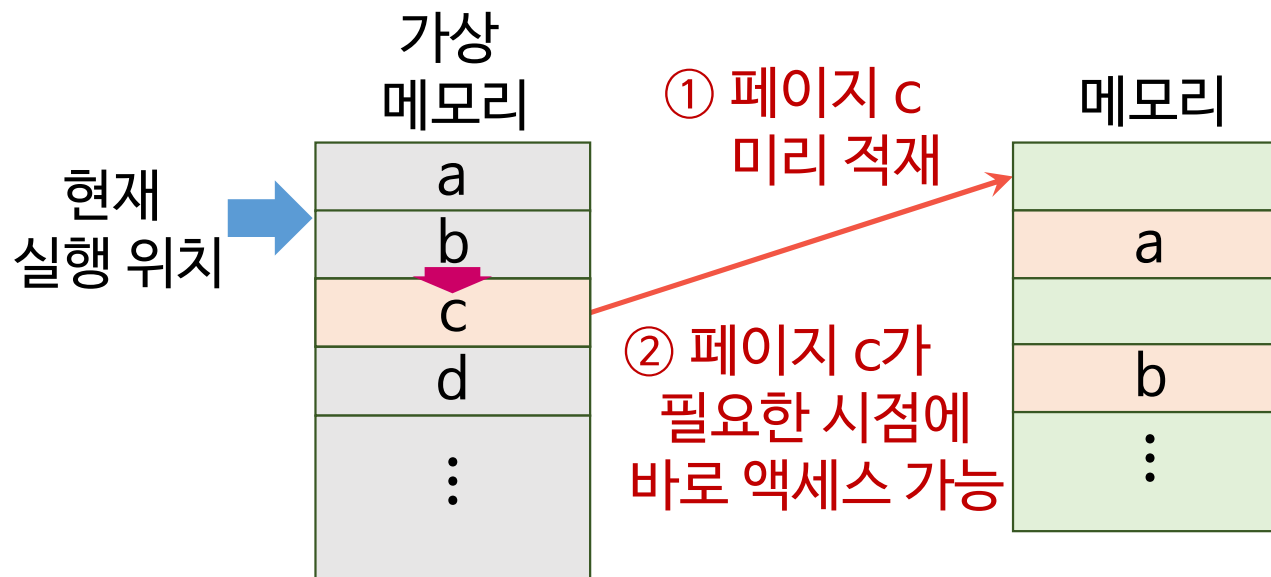 가상
메모리
현재
실행 위치
a
b
c
d
⋮
① 페이지 c
미리 적재
② 페이지 c가
필요한 시점에
바로 액세스 가능
메모리
a
b
⋮